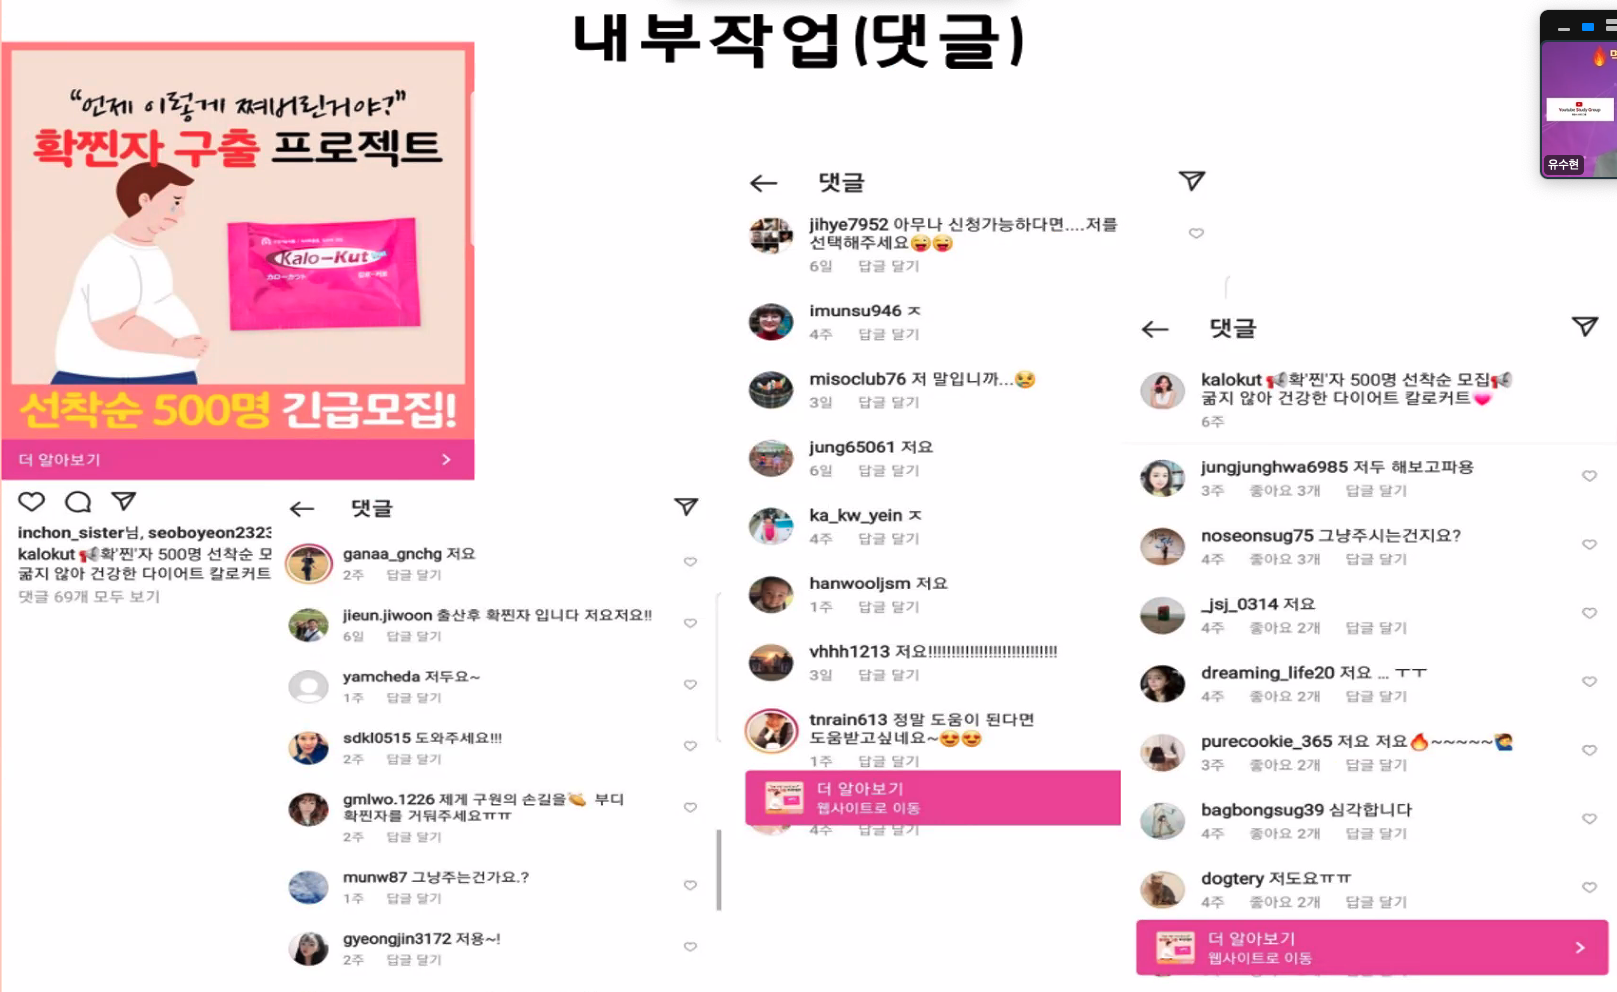 내부작업(댓글)
“언제 이렇게 쪄버린거야?”
확찐자 구출 프로젝트
Kalo-Kut
カローカット
선착순 500명 긴급모집!
더 알아보기
inchon_sister님, seoboyeon2323
kalokut 📢확'찐'자 500명 선착순 모
굶지 않아 건강한 다이어트 칼로커트
댓글 69개 모두 보기
댓글
ganaa_gnchg 저요
2주 답글 달기
jieun.jiwoon 출산후 확찐자 입니다 저요저요!!
6일 답글 달기
yamcheda 저두요~
1주 답글 달기
sdkl0515 도와주세요!!!
2주 답글 달기
gmlwo.1226 제게 구원의 손길을👏 부디
확찐자를 거둬주세요ㅠㅠ
2주 답글 달기
munw87 그냥주는건가요.?
1주 답글 달기
gyeongjin3172 저용~!
2주 답글 달기
댓글
jihye7952 아무나 신청가능하다면....저를
선택해주세요😜😜
6일 답글 달기
imunsu946 ㅈ
4주 답글 달기
misoclub76 저 말입니까...😢
3일 답글 달기
jung65061 저요
6일 답글 달기
ka_kw_yein ㅈ
4주 답글 달기
hanwooljsm 저요
1주 답글 달기
vhhh1213 저요!!!!!!!!!!!!!!!!!!!!!!!!!!!!
3일 답글 달기
tnrain613 정말 도움이 된다면
도움받고싶네요~😍😍
1주 답글 달기
더 알아보기
웹사이트로 이동
4주 답글 달기
댓글
kalokut 📢확'찐'자 500명 선착순 모집📢
굶지 않아 건강한 다이어트 칼로커트💗
6주
jungjunghwa6985 저두 해보고파용
3주 좋아요 3개 답글 달기
noseonsug75 그냥주시는건지요?
4주 좋아요 3개 답글 달기
_jsj_0314 저요
4주 좋아요 2개 답글 달기
dreaming_life20 저요 ... ㅜㅜ
4주 좋아요 2개 답글 달기
purecookie_365 저요 저요🔥~~~~~🙋
3주 좋아요 2개 답글 달기
bagbongsug39 심각합니다
4주 좋아요 2개 답글 달기
dogtery 저도요ㅠㅠ
4주 좋아요 2개 답글 달기
더 알아보기
웹사이트로 이동
Youtube Study Group
유수현